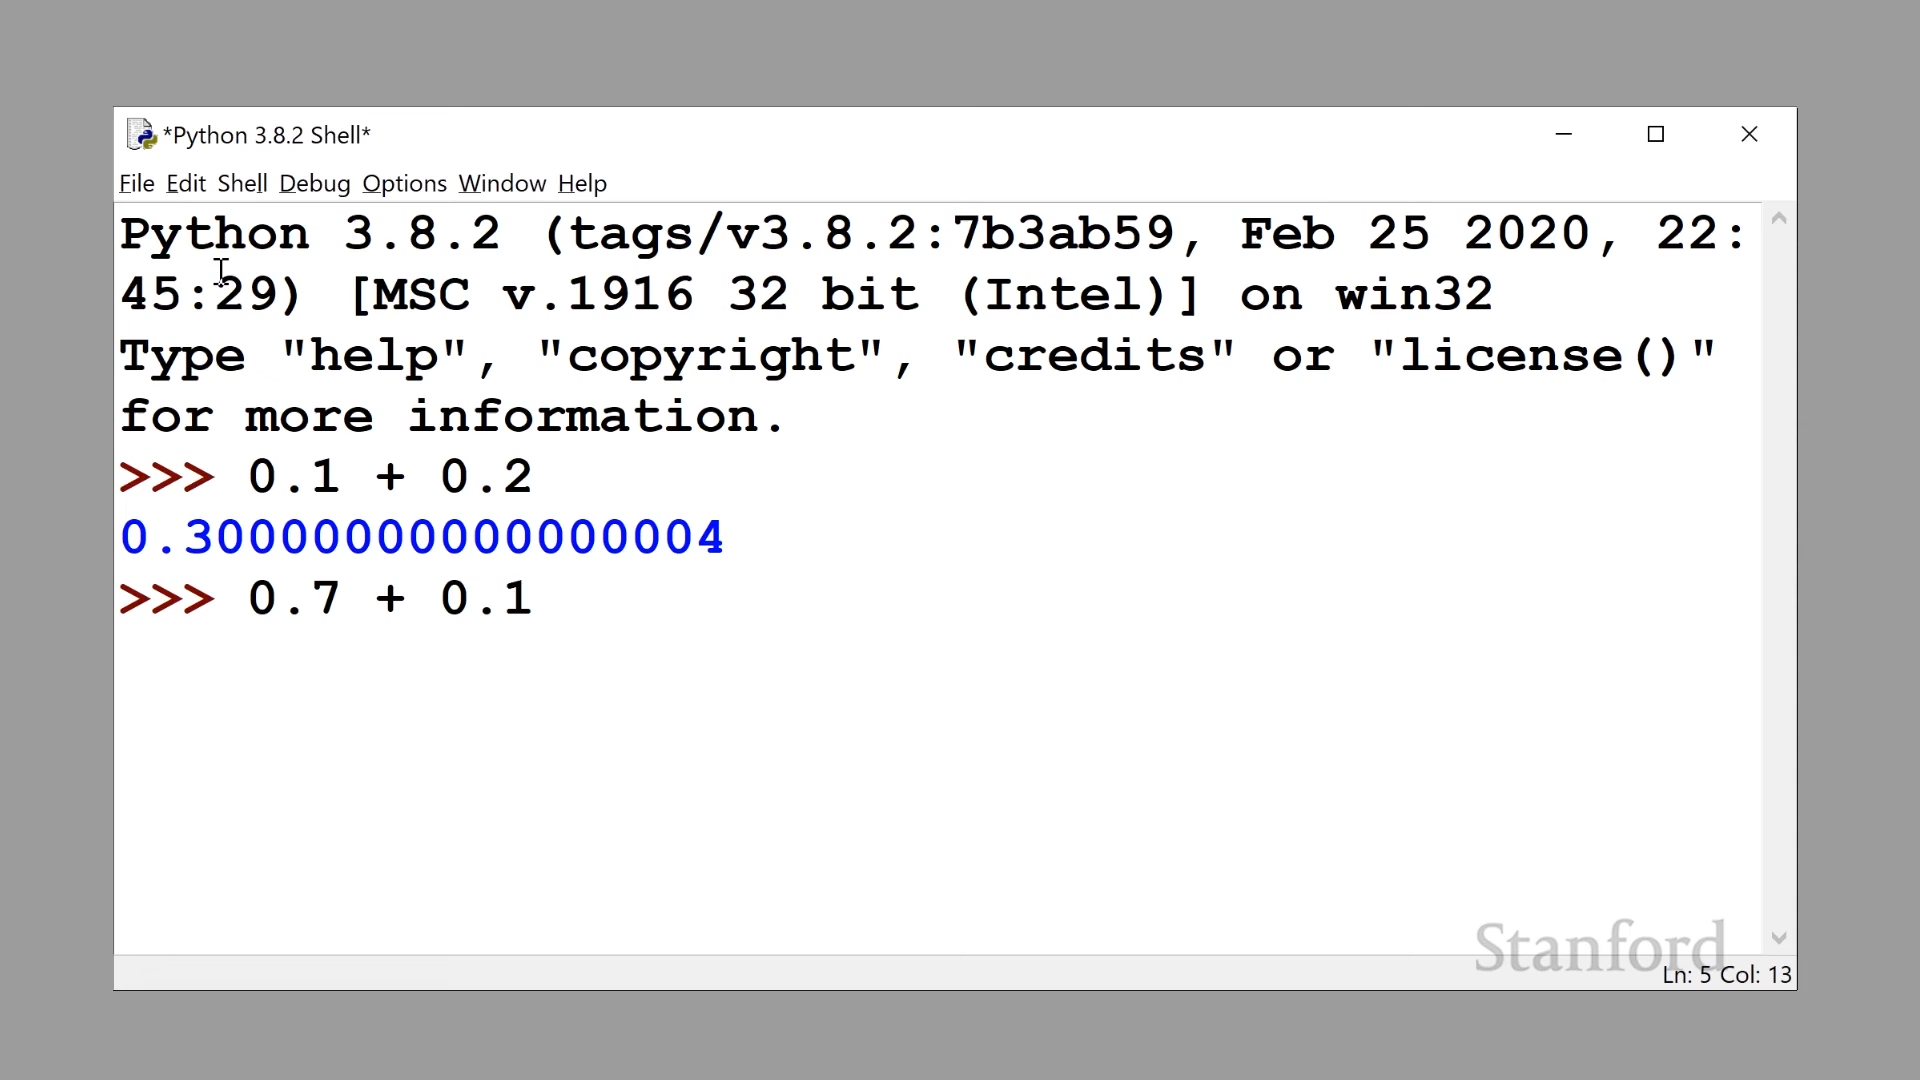 *Python 3.8.2 Shell*
File Edit Shell Debug Options Window Help
Python 3.8.2 (tags/v3.8.2:7b3ab59, Feb 25 2020, 22:
45:29) [MSC v.1916 32 bit (Intel)] on win32
Type "help", "copyright", "credits" or "license()"
for more information.
>>> 0.1 + 0.2
0.30000000000000004
>>> 0.7 + 0.1
Stanford
Ln: 5 Col: 13